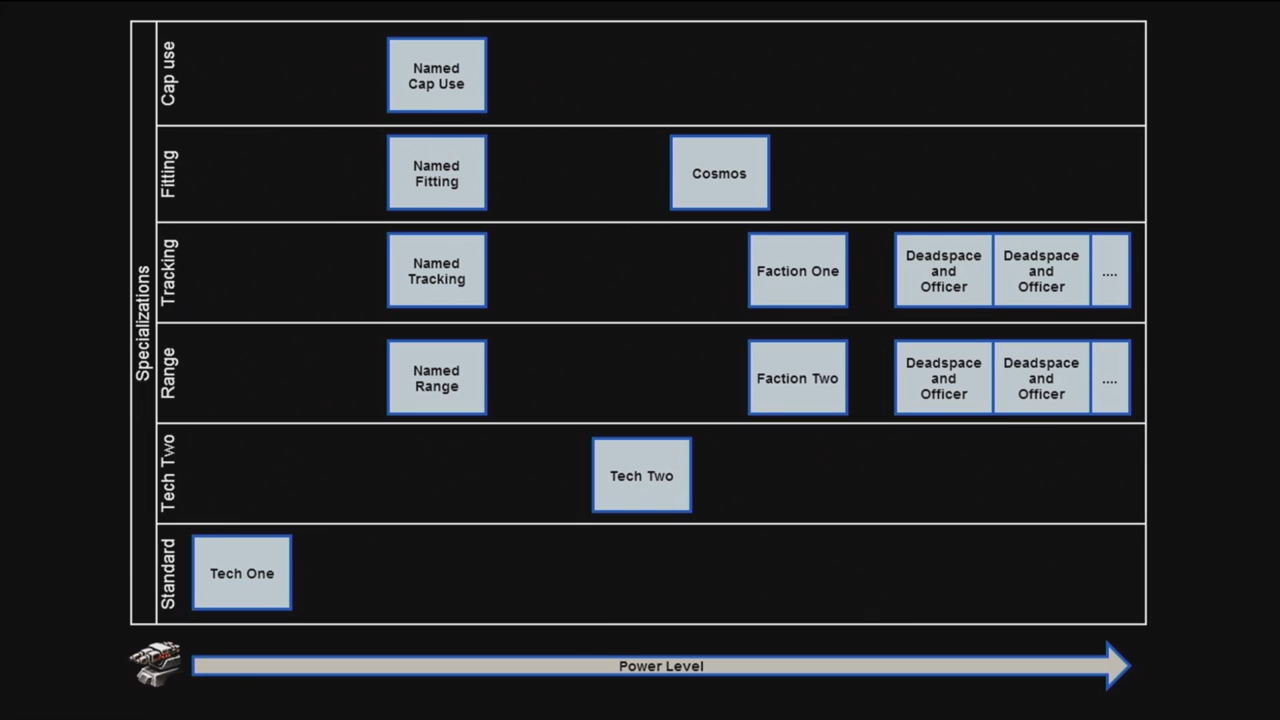 Specializations
Cap use
Named
Cap Use
Fitting
Named
Fitting
Cosmos
Tracking
Named
Tracking
Faction One
Deadspace
and
Officer
Deadspace
and
Officer
....
Range
Named
Range
Faction Two
Deadspace
and
Officer
Deadspace
and
Officer
....
Tech Two
Tech Two
Standard
Tech One
Power Level